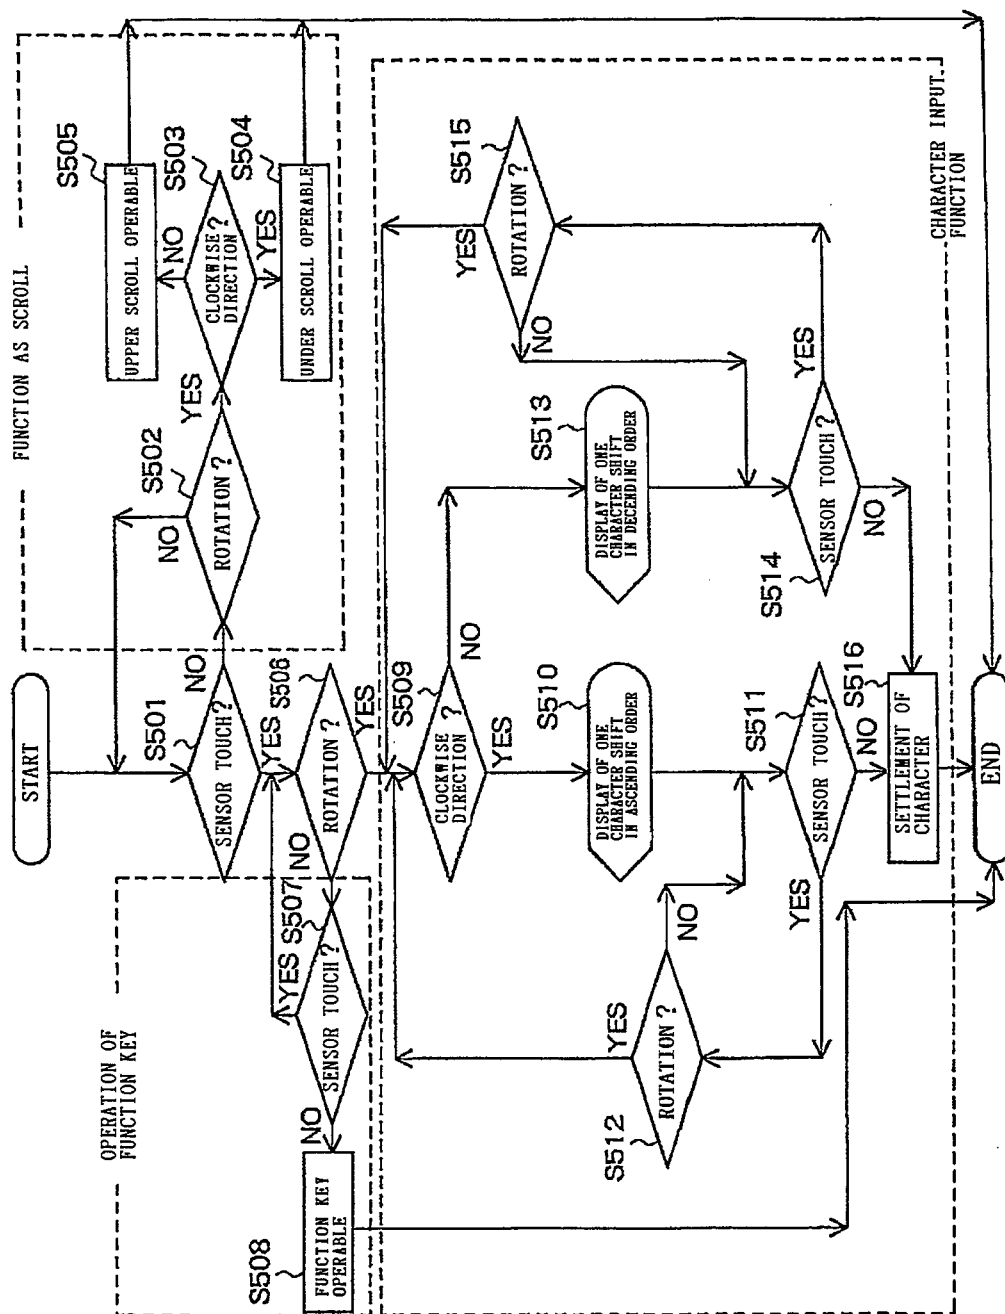 START
S501
SENSOR TOUCH?
NO
YES
FUNCTION AS SCROLL
S502
ROTATION?
NO
YES
S503
CLOCKWISE
DIRECTION?
NO
YES
S505
UPPER SCROLL OPERABLE
S504
UNDER SCROLL OPERABLE
S506
ROTATION?
NO
YES
OPERATION OF
FUNCTION KEY
S507
SENSOR TOUCH?
YES
NO
S508
FUNCTION KEY
OPERABLE
CHARACTER INPUT
FUNCTION
S509
CLOCKWISE
DIRECTION ?
NO
YES
S510
DISPLAY OF ONE
CHARACTER SHIFT
IN ASCENDING ORDER
S511
SENSOR TOUCH?
YES
NO
S512
ROTATION?
YES
NO
S513
DISPLAY OF ONE
CHARACTER SHIFT
IN DECENDING ORDER
S514
SENSOR TOUCH?
YES
NO
S515
ROTATION?
YES
NO
S516
SETTLEMENT OF
CHARACTER
END